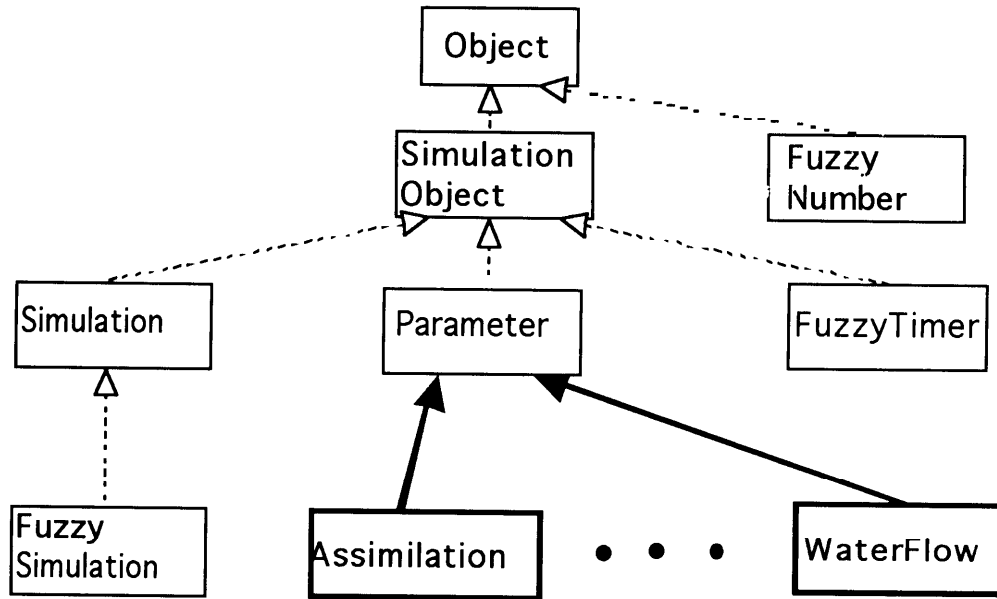 Object
Simulation
Object
Fuzzy
Number
Simulation
Parameter
FuzzyTimer
Fuzzy
Simulation
Assimilation
WaterFlow